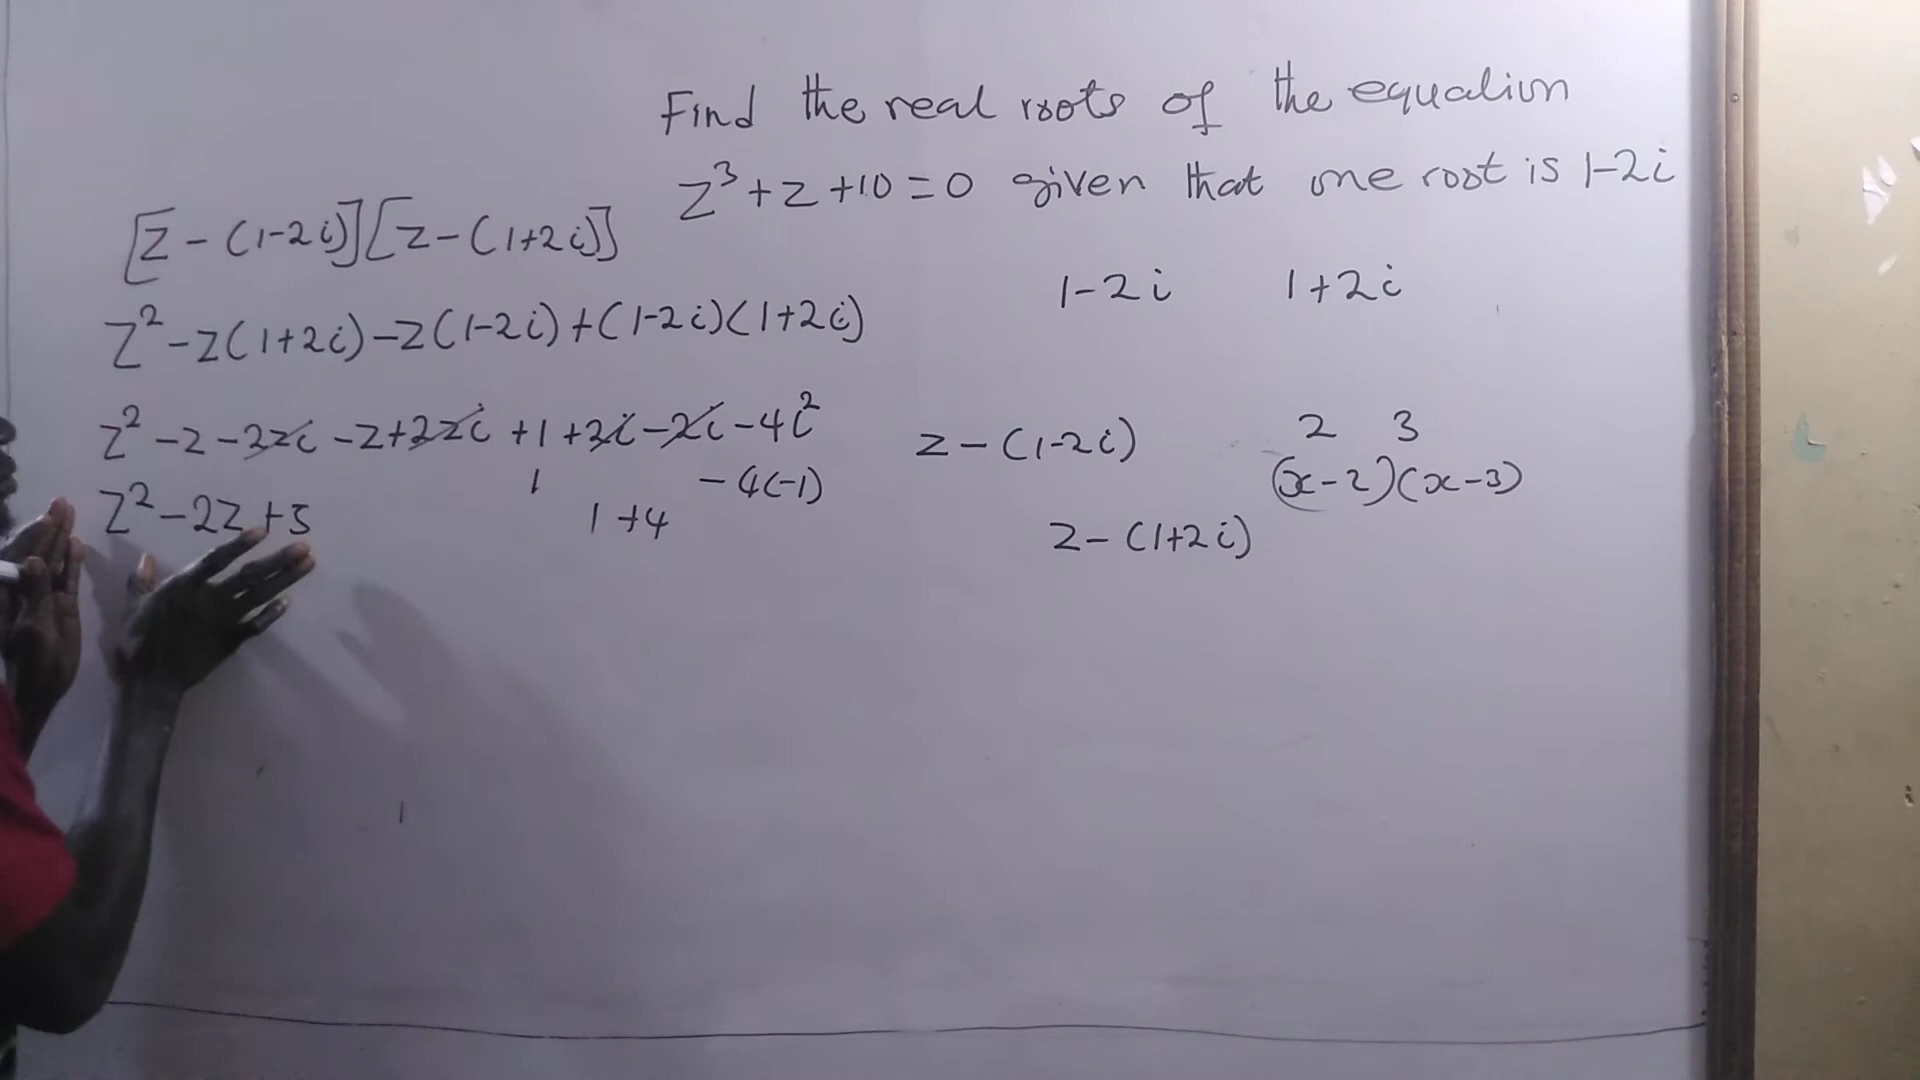 Find the real roots of the equation
z³ + z + 10 = 0 given that one root is 1-2i
[z - (1-2i)][z - (1+2i)]
1-2i 1+2i
z² - z(1+2i) - z(1-2i) + (1-2i)(1+2i)
z² - z - 2zi - z + 2zi + 1 + 2i - 2i - 4i²
1 - 4(-1)
z² - 2z + 5
1 + 4
z - (1-2i)
2 3
(x-2)(x-3)
z - (1+2i)